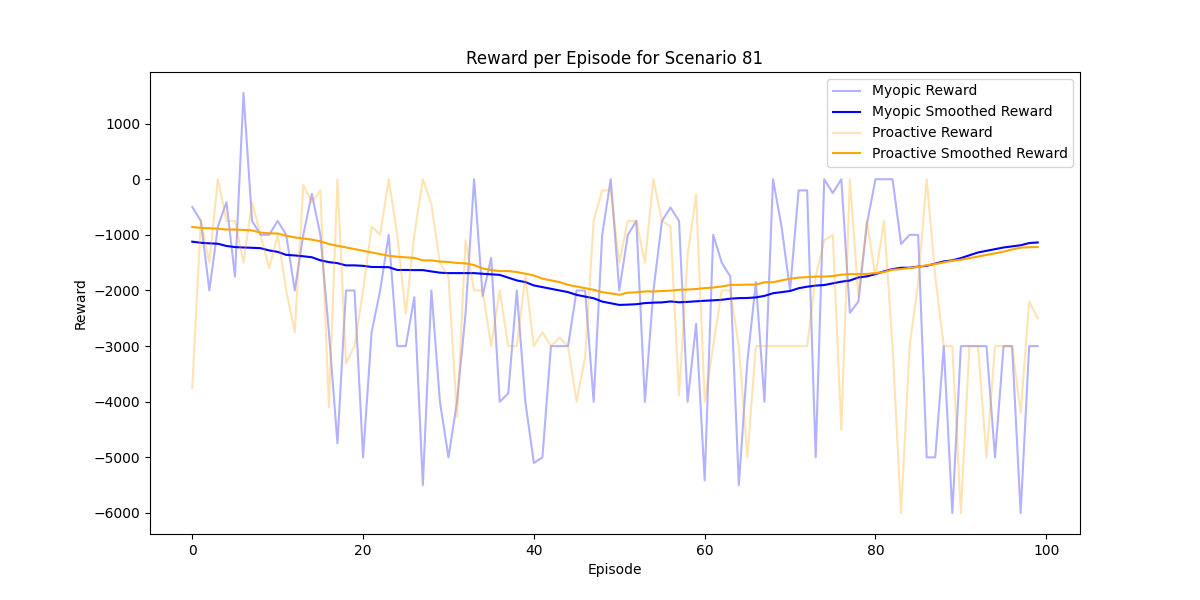 Reward per Episode for Scenario 81
Myopic Reward
Myopic Smoothed Reward
Proactive Reward
Proactive Smoothed Reward
1000
0
−1000
−2000
−3000
−4000
−5000
−6000
Reward
0 20 40 60 80 100
Episode